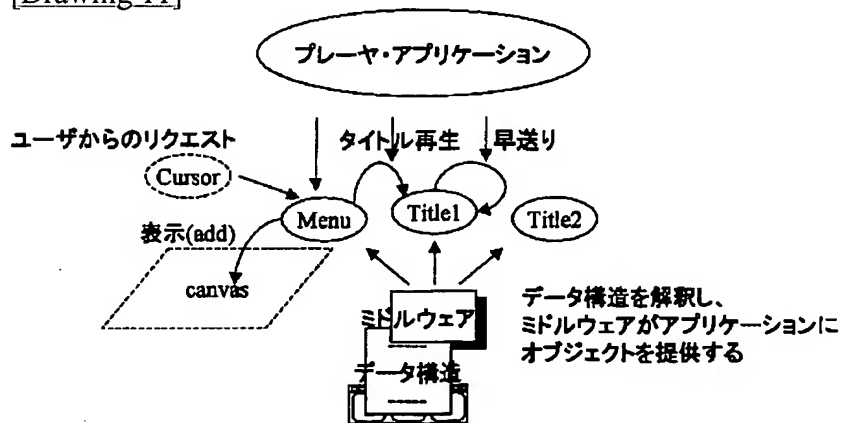 [Drawing 11]
プレーヤ・アプリケーション
ユーザからのリクエスト
タイトル再生
早送り
Cursor
Menu
Title1
Title2
表示(add)
canvas
ミドルウェア
データ構造
データ構造を解釈し、
ミドルウェアがアプリケーションに
オブジェクトを提供する